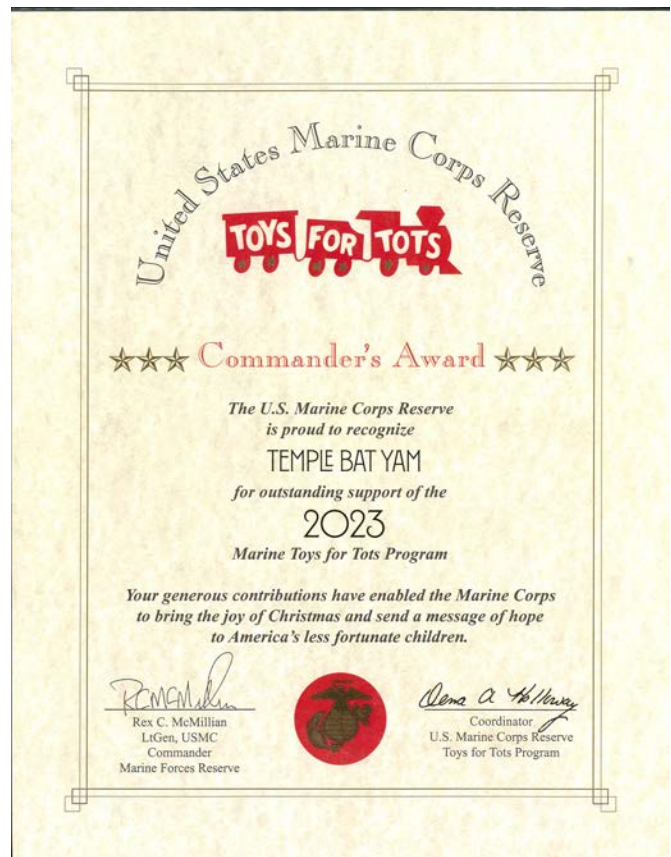 United States Marine Corps Reserve
TOYS FOR TOTS
Commander's Award
The U.S. Marine Corps Reserve
is proud to recognize
TEMPLE BAT YAM
for outstanding support of the
2023
Marine Toys for Tots Program
Your generous contributions have enabled the Marine Corps
to bring the joy of Christmas and send a message of hope
to America's less fortunate children.
RCMcMillian
Rex C. McMillian
LtGen, USMC
Commander
Marine Forces Reserve
Dena A Holloway
Coordinator
U.S. Marine Corps Reserve
Toys for Tots Program